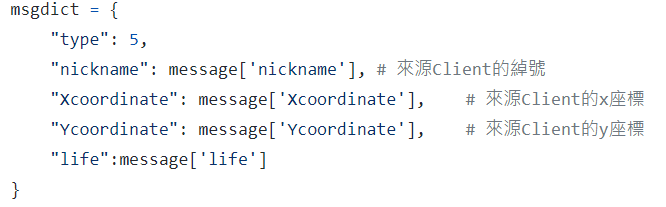 msgdict = {
    "type": 5,
    "nickname": message['nickname'], # 來源Client的綽號
    "Xcoordinate": message['Xcoordinate'],    # 來源Client的x座標
    "Ycoordinate": message['Ycoordinate'],    # 來源Client的y座標
    "life":message['life']
}